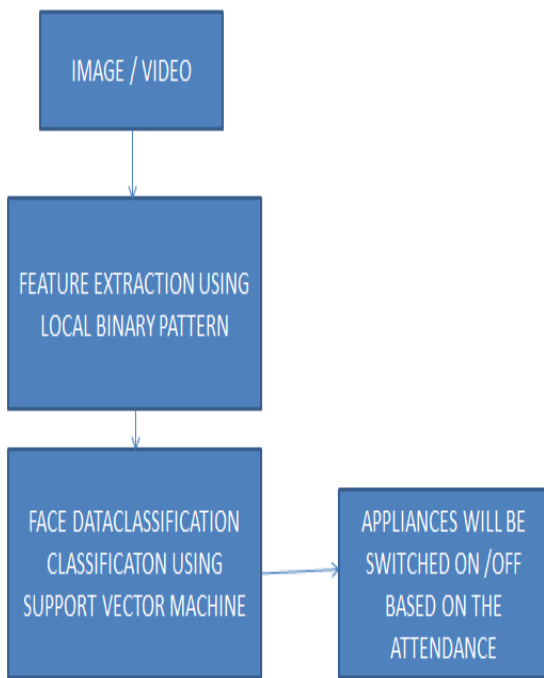 IMAGE / VIDEO
FEATURE EXTRACTION USING
LOCAL BINARY PATTERN
FACE DATACLASSIFICATION
CLASSIFICATON USING
SUPPORT VECTOR MACHINE
APPLIANCES WILL BE
SWITCHED ON /OFF
BASED ON THE
ATTENDANCE